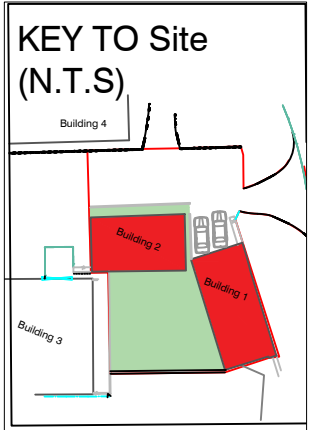 KEY TO Site
(N.T.S)
Building 4
Building 2
Building 1
Building 3